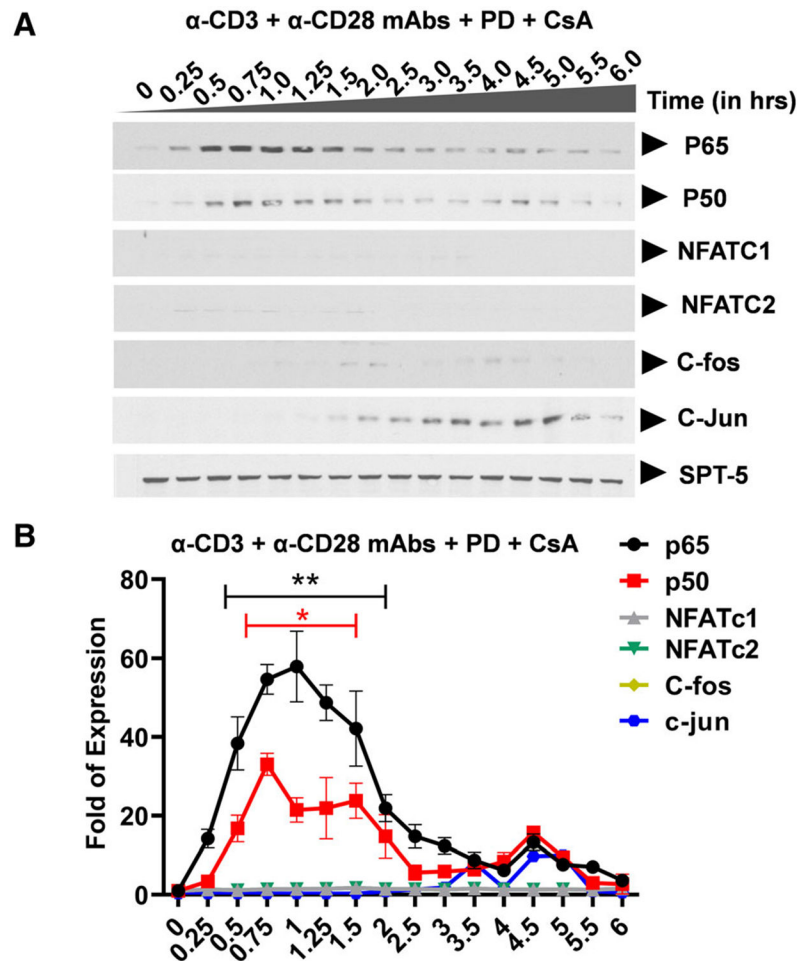 A
α-CD3 + α-CD28 mAbs + PD + CsA
0 0.25 0.5 0.75 1.0 1.25 1.5 2.0 2.5 3.0 3.5 4.0 4.5 5.0 5.5 6.0
Time (in hrs)
P65
P50
NFATC1
NFATC2
C-fos
C-Jun
SPT-5
B
α-CD3 + α-CD28 mAbs + PD + CsA
80
60
40
20
0
Fold of Expression
**
*
p65
p50
NFATc1
NFATc2
C-fos
c-jun
0 0.25 0.5 0.75 1 1.25 1.5 2 2.5 3 3.5 4 4.5 5 5.5 6